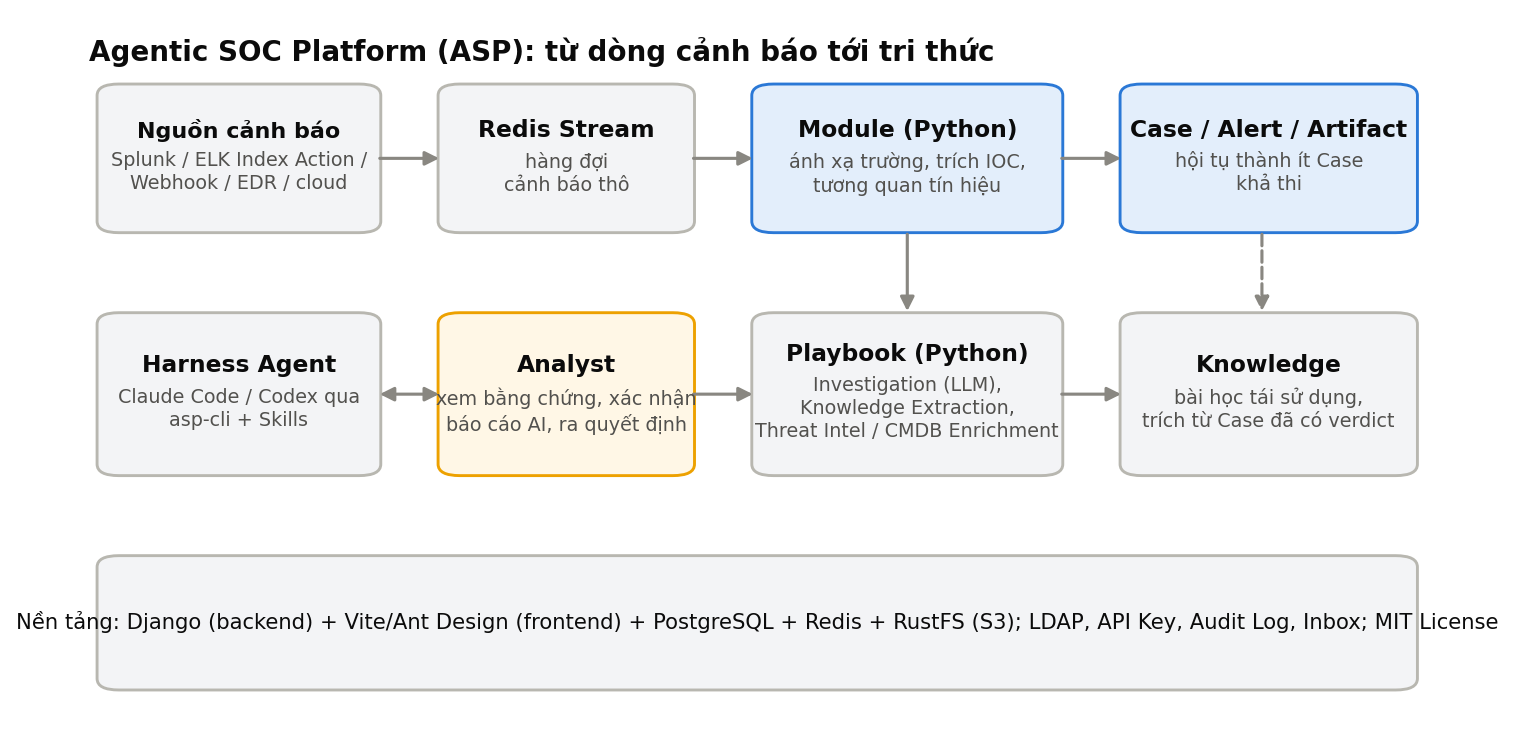 Agentic SOC Platform (ASP): từ dòng cảnh báo tới tri thức
Nguồn cảnh báo
Splunk / ELK Index Action /
Webhook / EDR / cloud
Redis Stream
hàng đợi
cảnh báo thô
Module (Python)
ánh xạ trường, trích IOC,
tương quan tín hiệu
Case / Alert / Artifact
hội tụ thành ít Case
khả thi
Harness Agent
Claude Code / Codex qua
asp-cli + Skills
Analyst
xem bằng chứng, xác nhận
báo cáo AI, ra quyết định
Playbook (Python)
Investigation (LLM),
Knowledge Extraction,
Threat Intel / CMDB Enrichment
Knowledge
bài học tái sử dụng,
trích từ Case đã có verdict
Nền tảng: Django (backend) + Vite/Ant Design (frontend) + PostgreSQL + Redis + RustFS (S3); LDAP, API Key, Audit Log, Inbox; MIT License